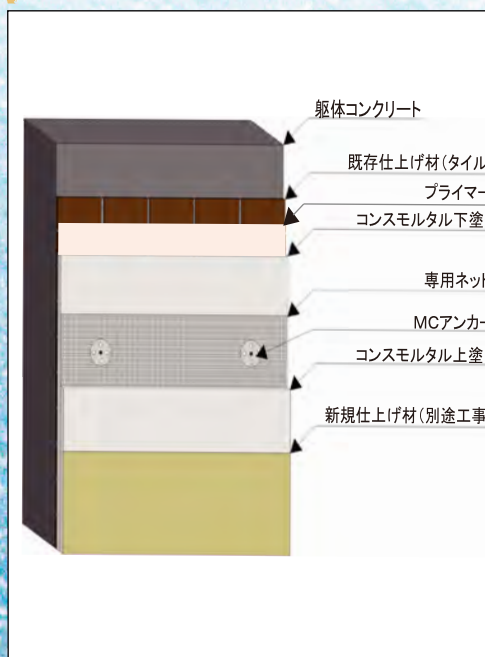 躯体コンクリート
既存仕上げ材（タイル
プライマー
コンスモルタル下塗
専用ネット
MCアンカー
コンスモルタル上塗
新規仕上げ材（別途工事